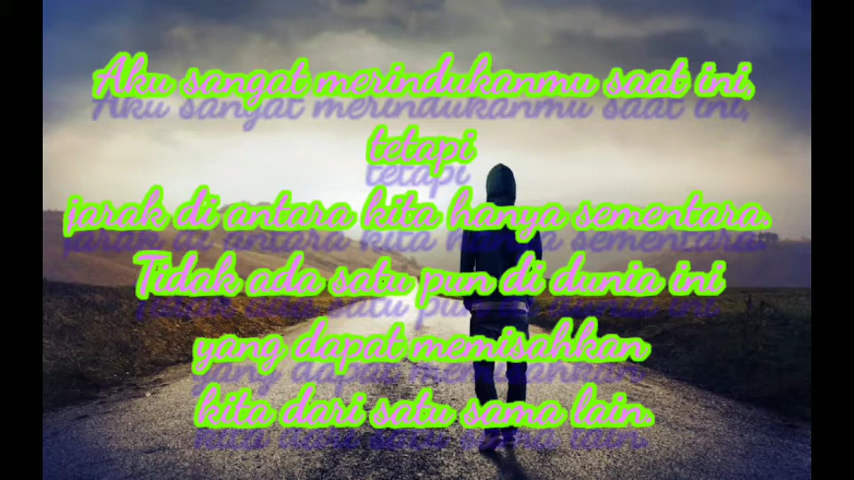 Aku sangat merindukanmu saat ini,
tetapi
jarak di antara kita hanya sementara.
Tidak ada satu pun di dunia ini
yang dapat memisahkan
kita dari satu sama lain.